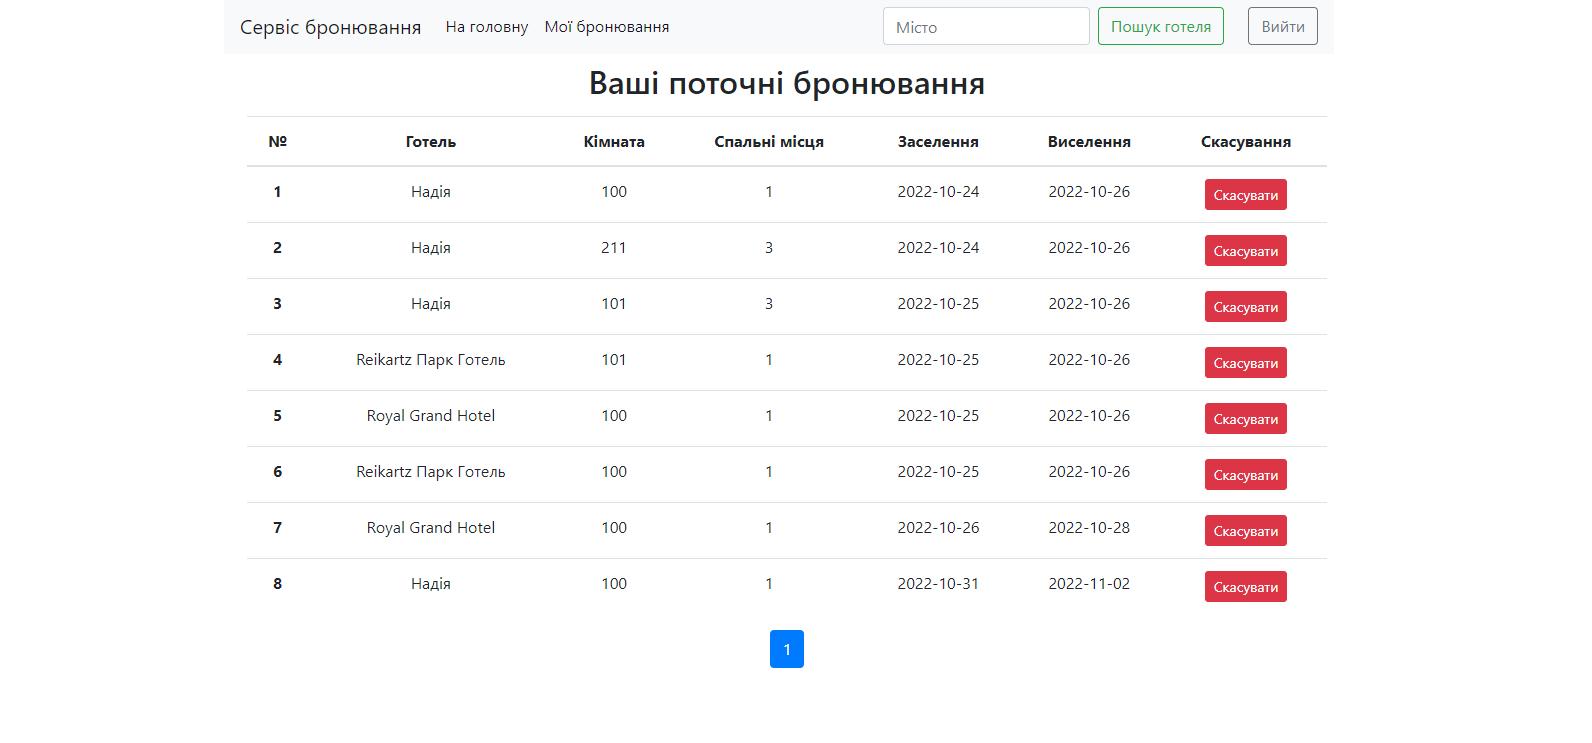 Сервіс бронювання На головну Мої бронювання Місто Пошук готеля Вийти
Ваші поточні бронювання
№ Готель Кімната Спальні місця Заселення Виселення Скасування
1 Надія 100 1 2022-10-24 2022-10-26 Скасувати
2 Надія 211 3 2022-10-24 2022-10-26 Скасувати
3 Надія 101 3 2022-10-25 2022-10-26 Скасувати
4 Reikartz Парк Готель 101 1 2022-10-25 2022-10-26 Скасувати
5 Royal Grand Hotel 100 1 2022-10-25 2022-10-26 Скасувати
6 Reikartz Парк Готель 100 1 2022-10-25 2022-10-26 Скасувати
7 Royal Grand Hotel 100 1 2022-10-26 2022-10-28 Скасувати
8 Надія 100 1 2022-10-31 2022-11-02 Скасувати
1